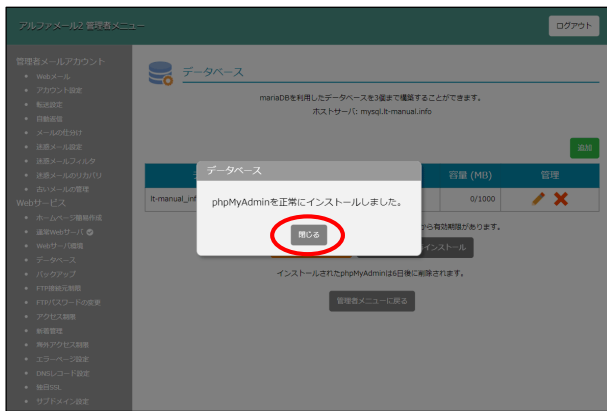 アルファメール2 管理者メニュー
ログアウト
管理者メールアカウント
Webメール
アカウント設定
転送設定
自動返信
メールの仕分け
迷惑メール設定
迷惑メールフィルタ
迷惑メールのリカバリ
古いメールの管理
Webサービス
ホームページ簡易作成
通常Webサーバ
Webサーバ情報
データベース
バックアップ
FTP接続元制限
FTPパスワードの変更
アクセス制限
新着管理
海外アクセス制限
エラーページ設定
DNSレコード設定
独自SSL
サブドメイン設定
データベース
mariaDBを利用したデータベースを3個まで構築することができます。
ホストサーバ: mysql.lt-manual.info
追加
容量 (MB)
管理
lt-manual_inf
0/1000
データベース
phpMyAdminを正常にインストールしました。
閉じる
から有効期限があります。
インストール
インストールされたphpMyAdminは6日後に削除されます。
管理者メニューに戻る